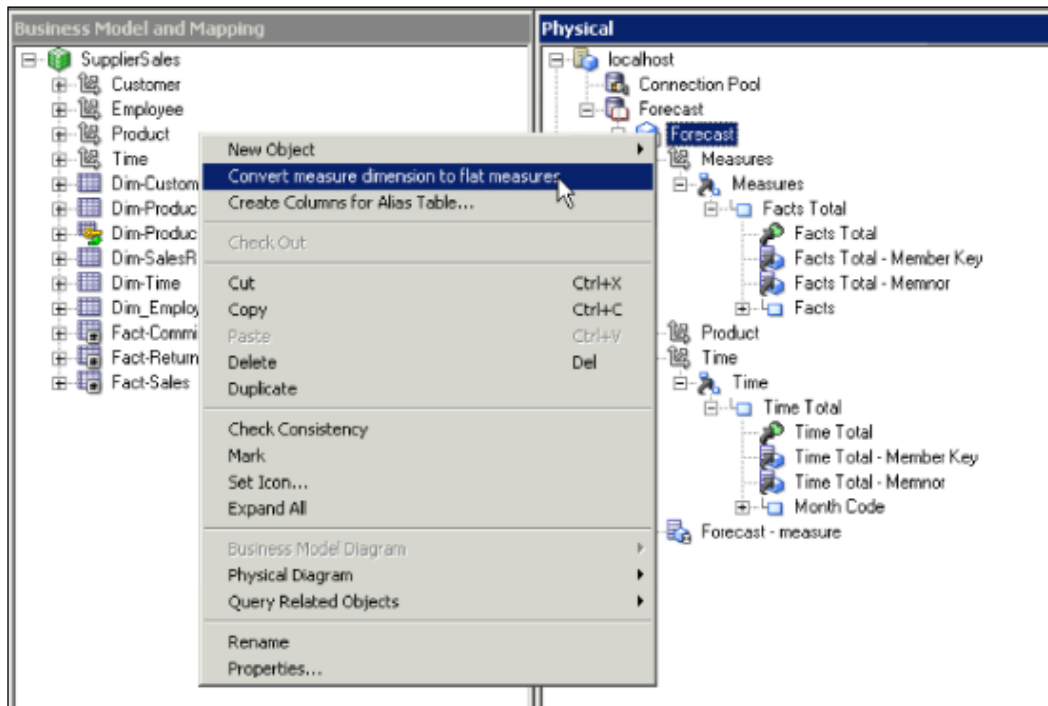 Business Model and Mapping
SupplierSales
Customer
Employee
Product
Time
Dim-Custom
Dim-Produc
Dim-Produc
Dim-SalesR
Dim-Time
Dim_Employ
Fact-Commi
Fact-Return
Fact-Sales
New Object
Convert measure dimension to flat measures
Create Columns for Alias Table...
Check Out
Cut Ctrl+X
Copy Ctrl+C
Paste Ctrl+V
Delete Del
Duplicate
Check Consistency
Mark
Set Icon...
Expand All
Business Model Diagram
Physical Diagram
Query Related Objects
Rename
Properties...
Physical
localhost
Connection Pool
Forecast
Forecast
Measures
Measures
Facts Total
Facts Total
Facts Total - Member Key
Facts Total - Memnor
Facts
Product
Time
Time
Time Total
Time Total
Time Total - Member Key
Time Total - Memnor
Month Code
Forecast - measure